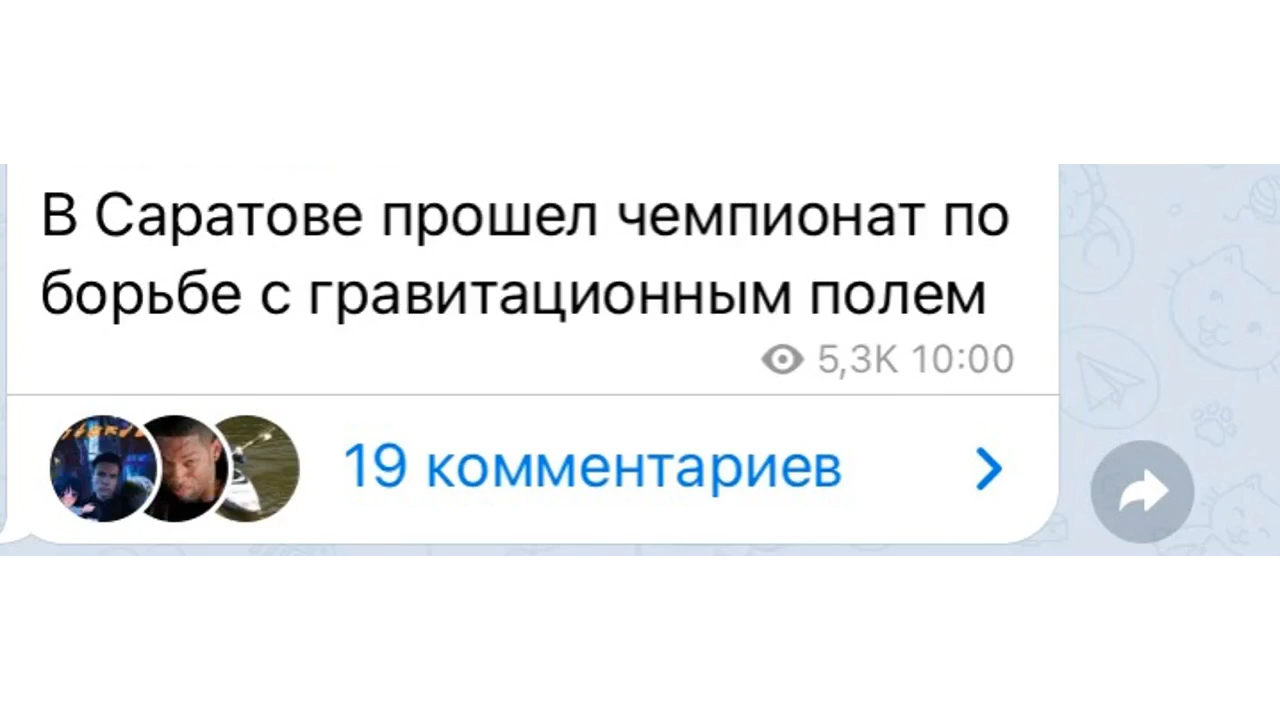 В Саратове прошел чемпионат по
борьбе с гравитационным полем
5,3K 10:00
19 комментариев